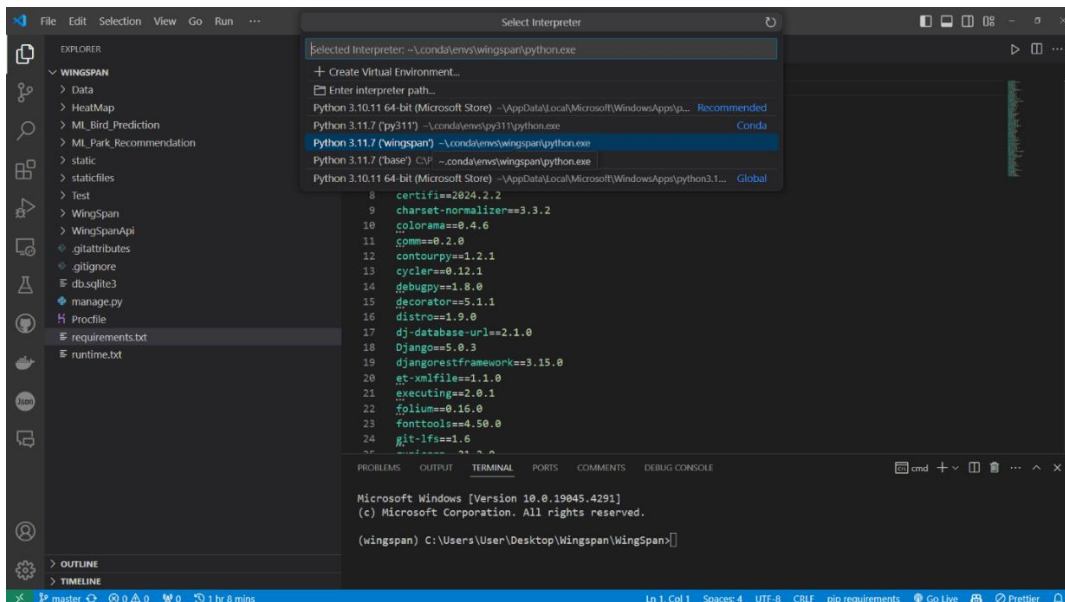 File Edit Selection View Go Run ...
Select Interpreter
EXPLORER
WINGSPAN
Data
HeatMap
ML_Bird_Prediction
ML_Park_Recommendation
static
staticfiles
Test
WingSpan
WingSpanApi
.gitattributes
.gitignore
db.sqlite3
manage.py
Procfile
requirements.txt
runtime.txt
OUTLINE
TIMELINE
Selected Interpreter: ~\.conda\envs\wingspan\python.exe
+ Create Virtual Environment...
Enter interpreter path...
Python 3.10.11 64-bit (Microsoft Store) ~\AppData\Local\Microsoft\WindowsApps\p... Recommended
Python 3.11.7 ('py311') ~\.conda\envs\py311\python.exe Conda
Python 3.11.7 ('wingspan') ~\.conda\envs\wingspan\python.exe
Python 3.11.7 ('base') C:\P ~\.conda\envs\wingspan\python.exe
Python 3.10.11 64-bit (Microsoft Store) ~\AppData\Local\Microsoft\WindowsApps\python3.1... Global
8 certifi==2024.2.2
9 charset-normalizer==3.3.2
10 colorama==0.4.6
11 comm==0.2.0
12 contourpy==1.2.1
13 cycler==0.12.1
14 debugpy==1.8.0
15 decorator==5.1.1
16 distro==1.9.0
17 dj-database-url==2.1.0
18 Django==5.0.3
19 djangorestframework==3.15.0
20 et-xmlfile==1.1.0
21 executing==2.0.1
22 folium==0.16.0
23 fonttools==4.50.0
24 git-lfs==1.6
PROBLEMS OUTPUT TERMINAL PORTS COMMENTS DEBUG CONSOLE
cmd
Microsoft Windows [Version 10.0.19045.4291]
(c) Microsoft Corporation. All rights reserved.
(wingspan) C:\Users\User\Desktop\Wingspan\WingSpan>
Json
master 0 0 0 1 hr 8 mins Ln 1, Col 1 Spaces: 4 UTF-8 CRLF pip requirements Go Live Prettier